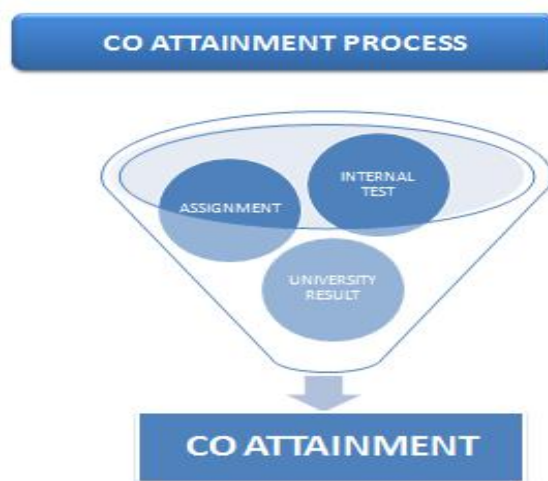 CO ATTAINMENT PROCESS
INTERNAL
TEST
ASSIGNMENT
UNIVERSITY
RESULT
CO ATTAINMENT